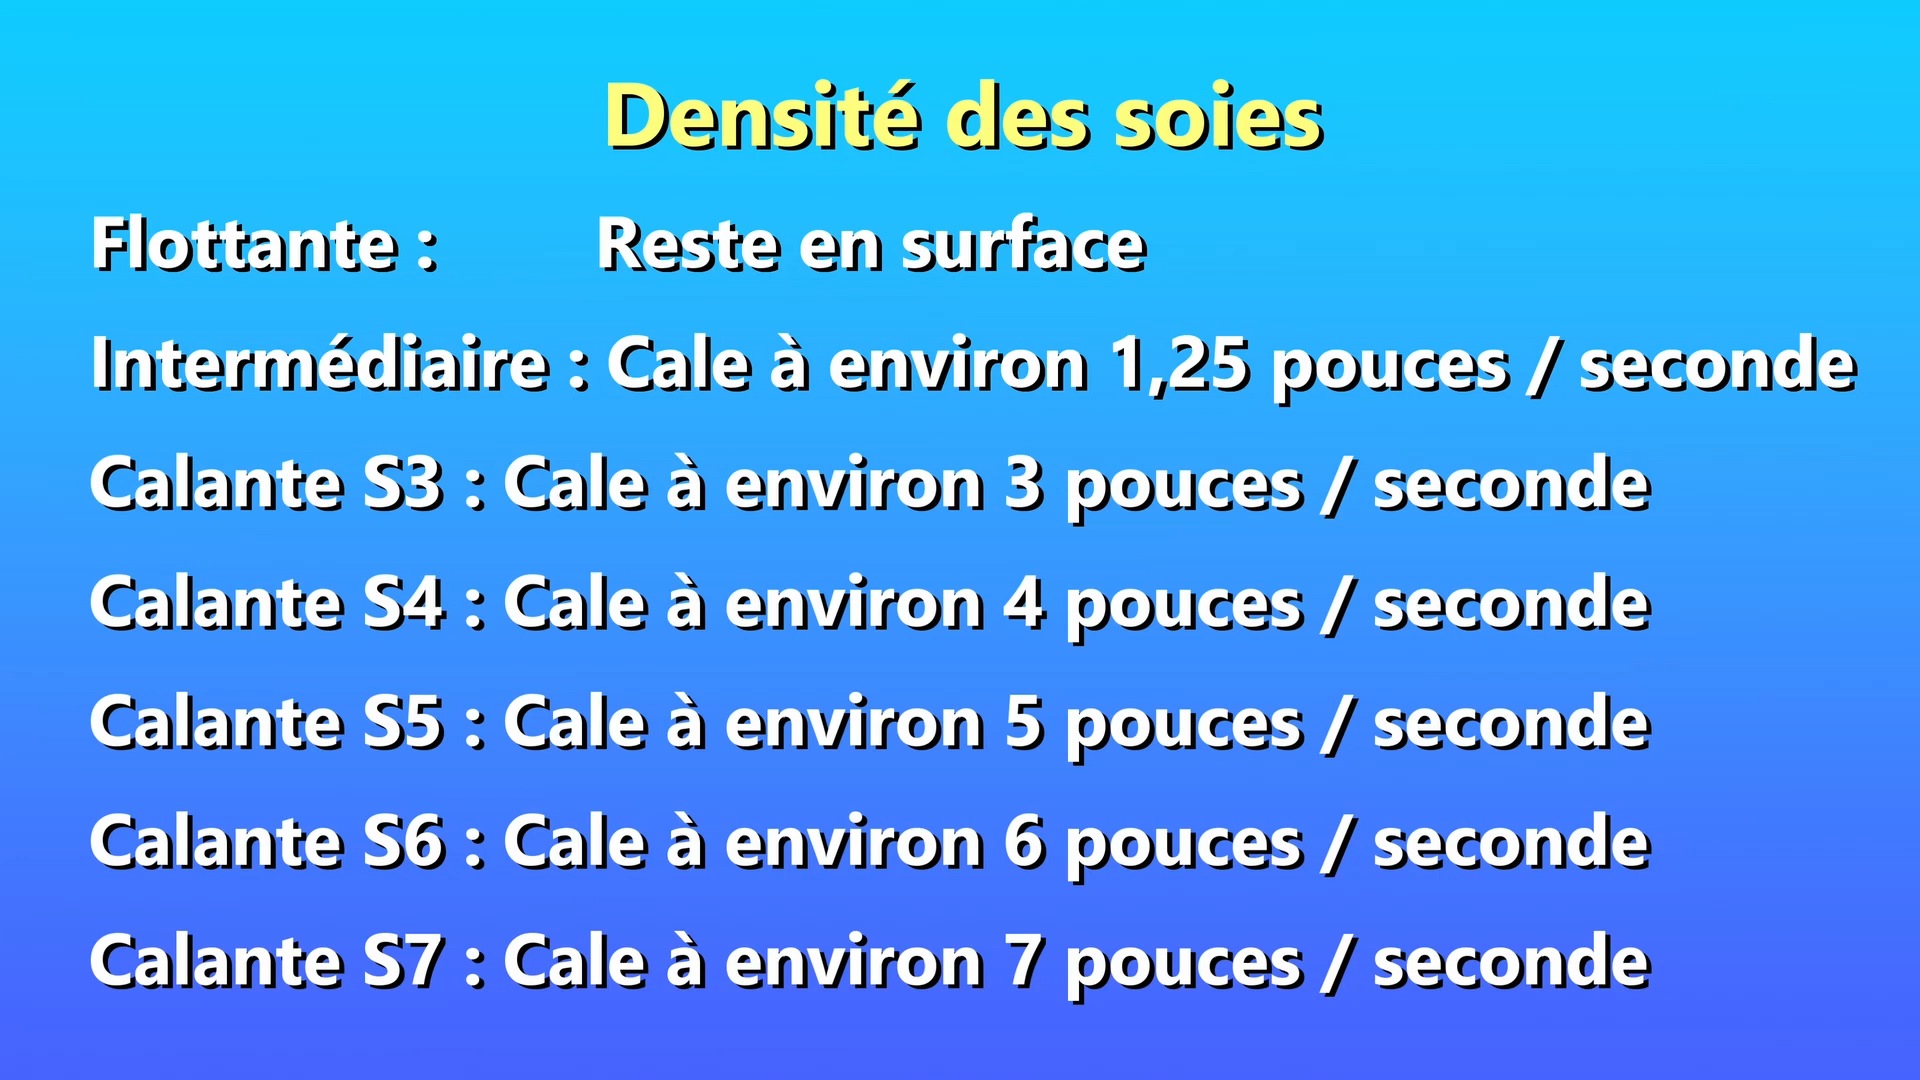 Densité des soies
Flottante : Reste en surface
Intermédiaire : Cale à environ 1,25 pouces / seconde
Calante S3 : Cale à environ 3 pouces / seconde
Calante S4 : Cale à environ 4 pouces / seconde
Calante S5 : Cale à environ 5 pouces / seconde
Calante S6 : Cale à environ 6 pouces / seconde
Calante S7 : Cale à environ 7 pouces / seconde